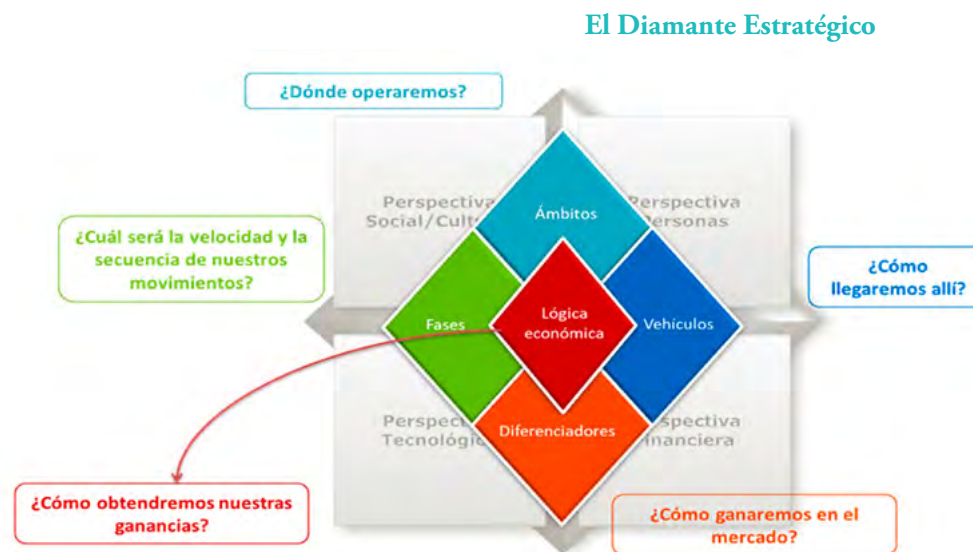 El Diamante Estratégico
¿Dónde operaremos?
Perspectiva
Social/Cult
Perspectiva
Personas
Ámbitos
¿Cuál será la velocidad y la
secuencia de nuestros
movimientos?
¿Cómo
llegaremos allí?
Fases
Lógica
económica
Vehículos
Perspec
Tecnológic
Diferenciadores
spectiva
inanciera
¿Cómo obtendremos nuestras
ganancias?
¿Cómo ganaremos en el
mercado?